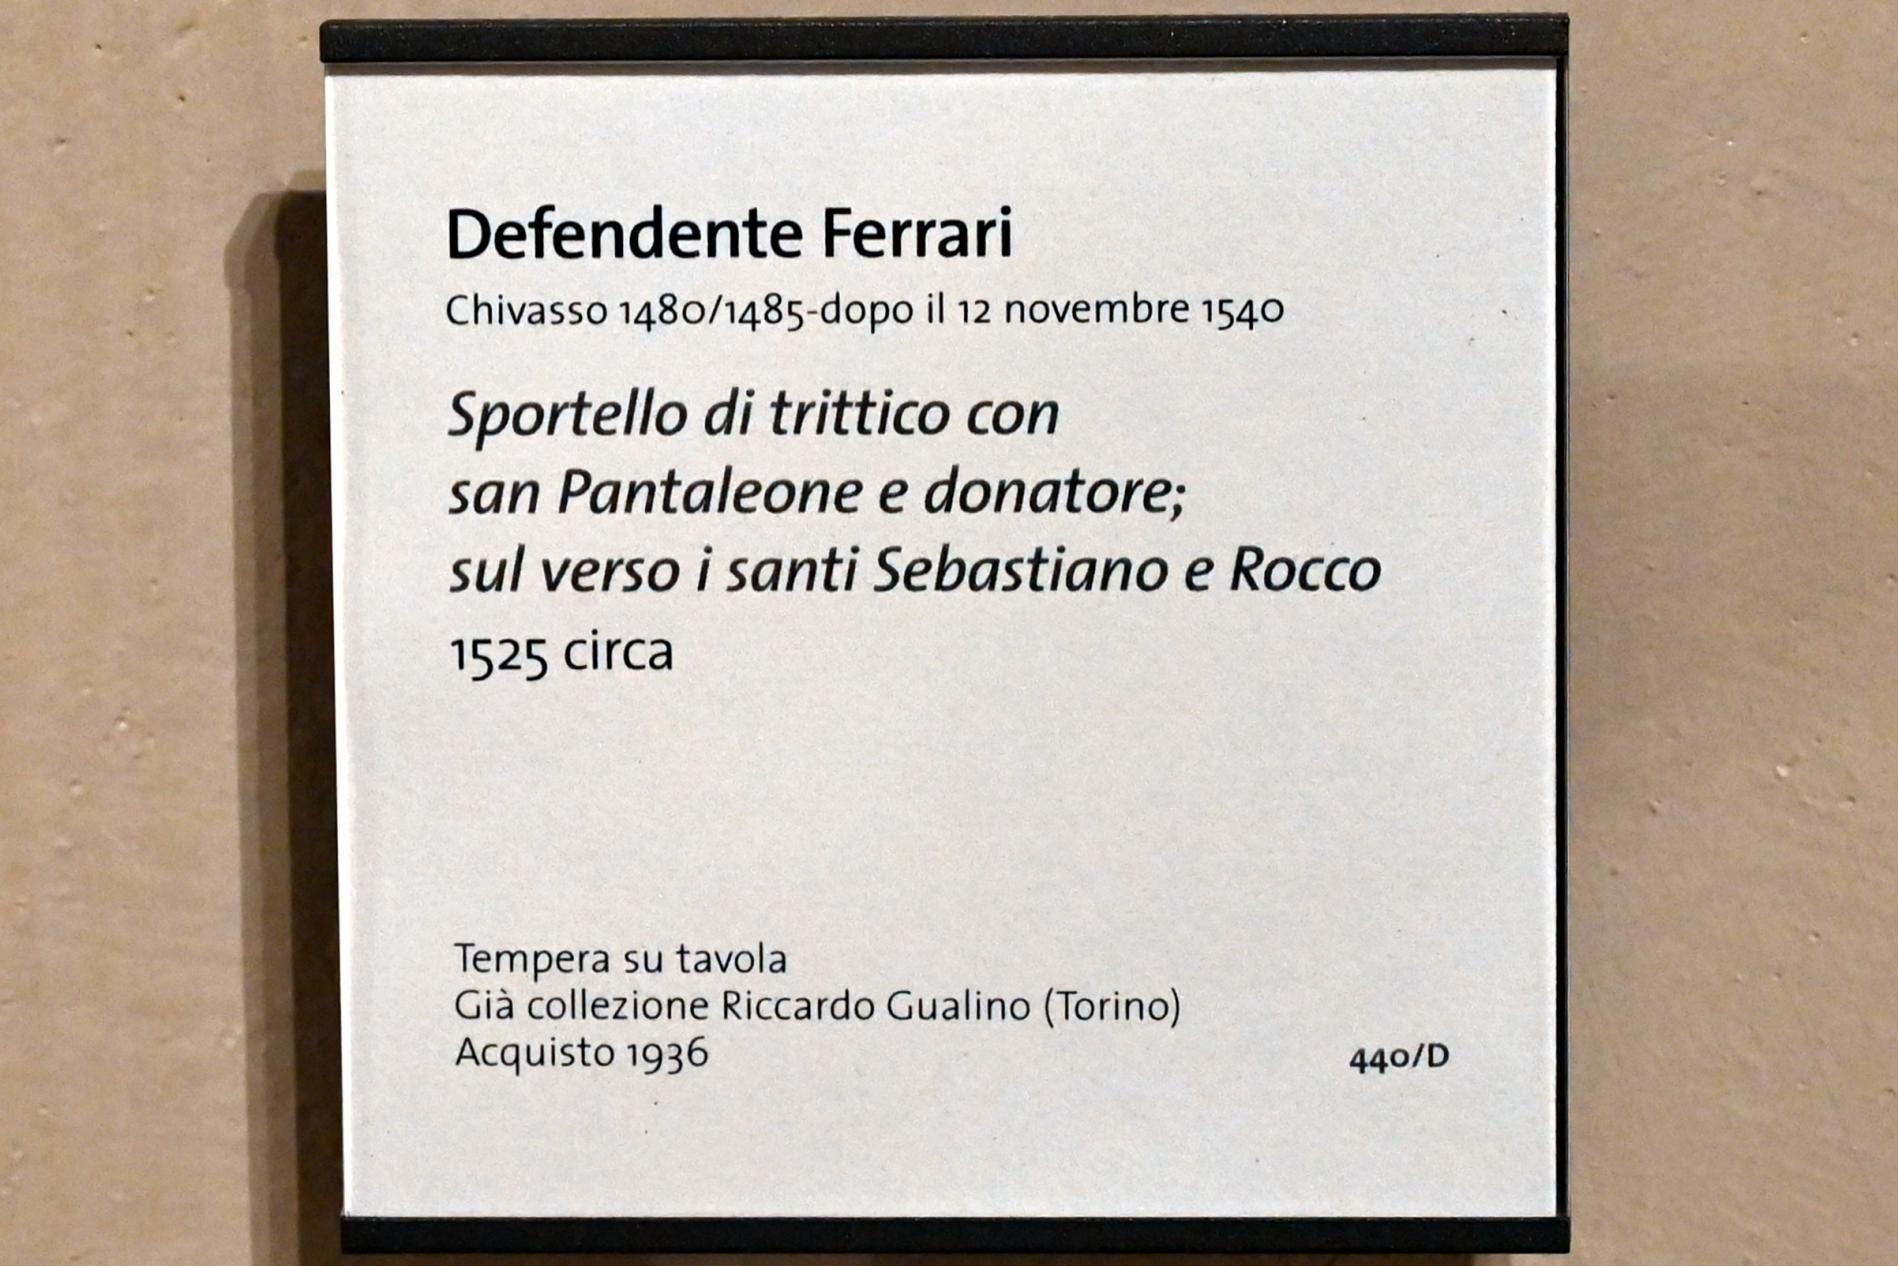 Defendente Ferrari
Chivasso 1480/1485-dopo il 12 novembre 1540
Sportello di trittico con
san Pantaleone e donatore;
sul verso i santi Sebastiano e Rocco
1525 circa
Tempera su tavola
Già collezione Riccardo Gualino (Torino)
Acquisto 1936
440/D